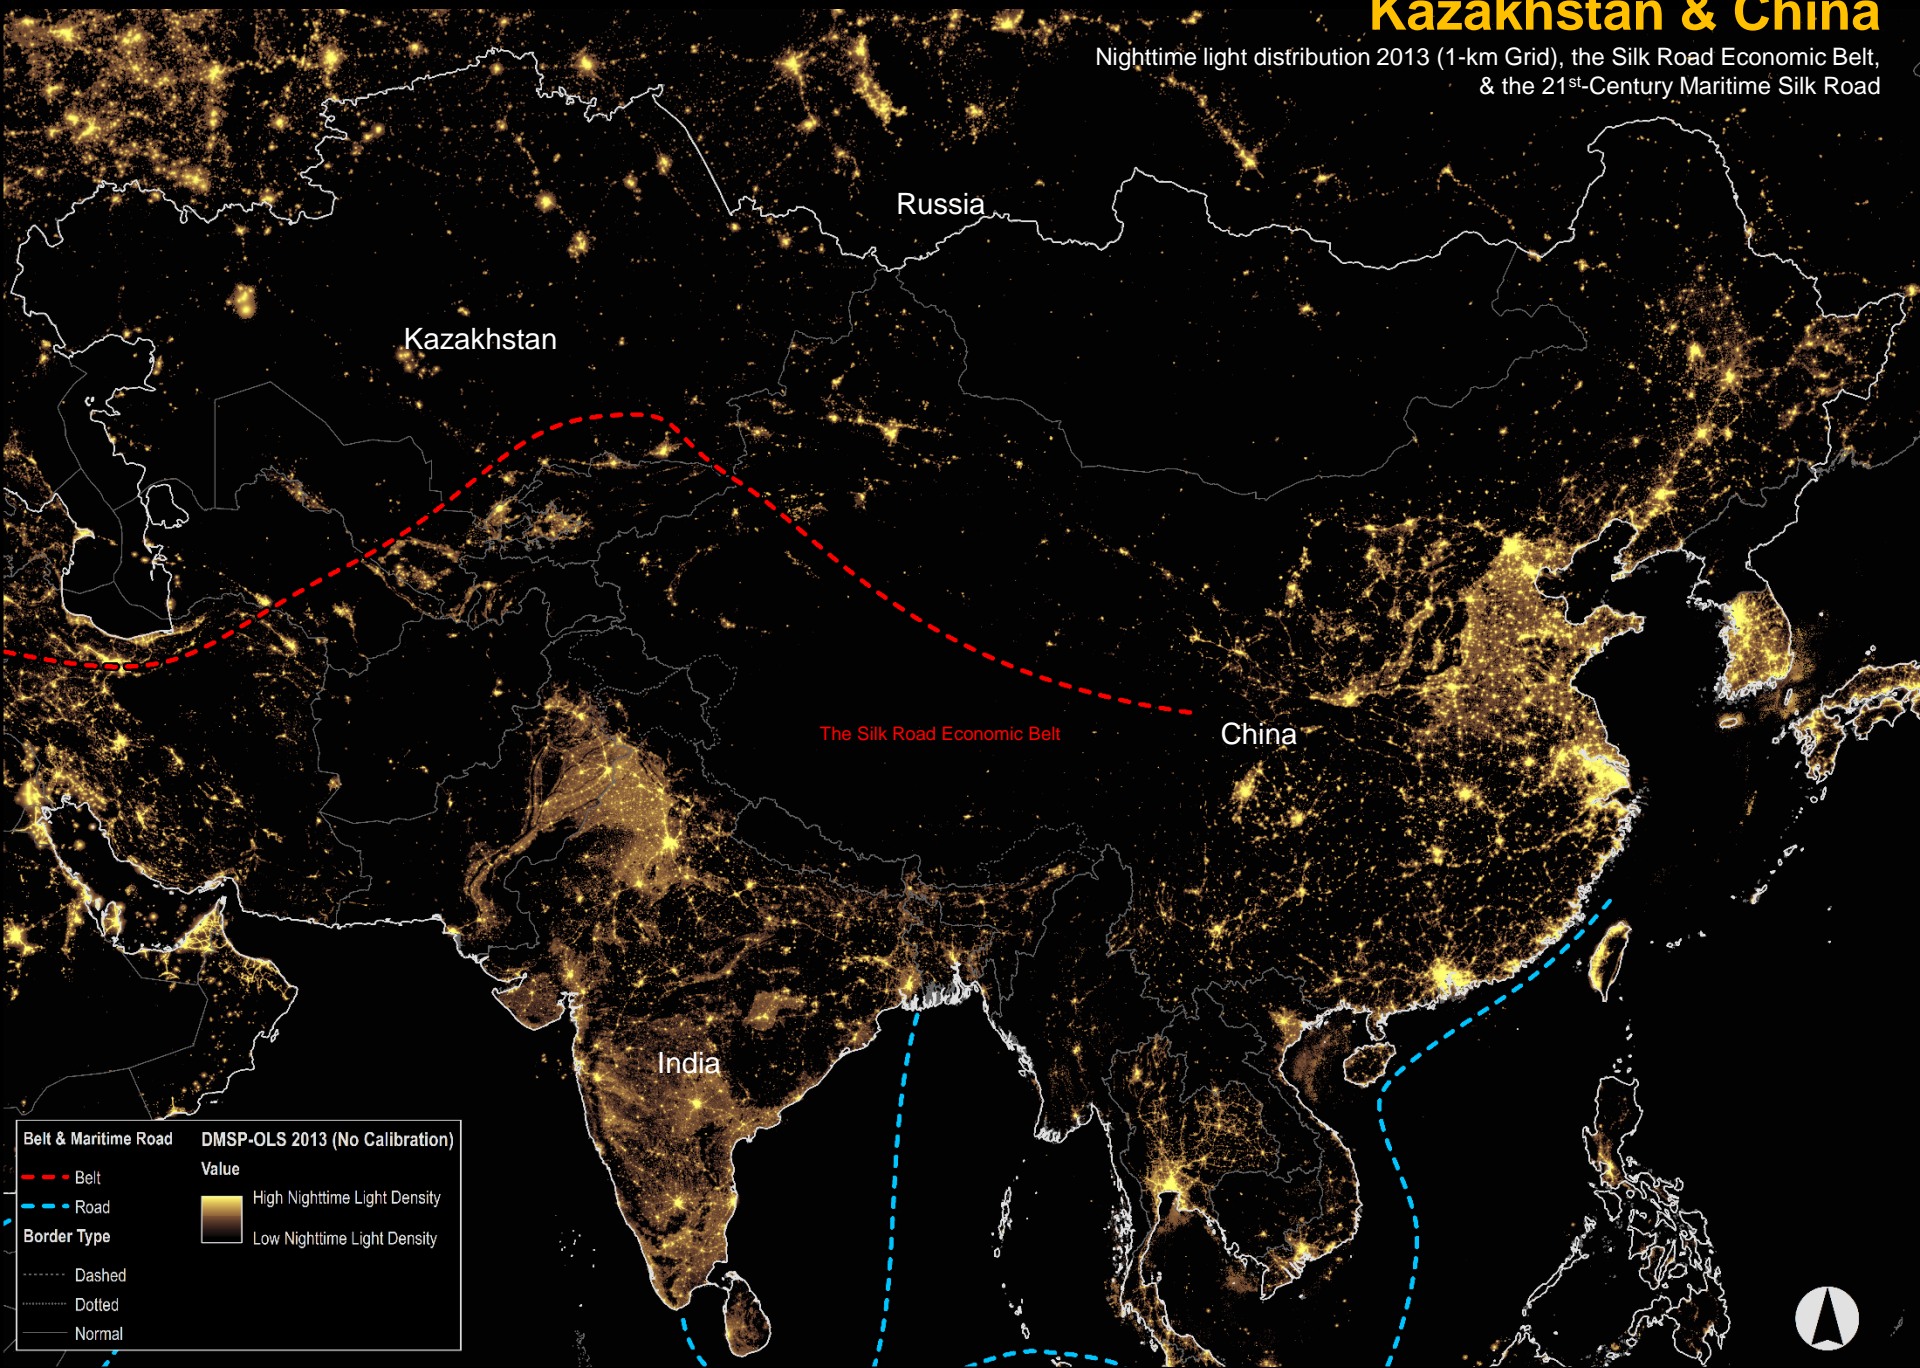 Kazakhstan & China
Nighttime light distribution 2013 (1-km Grid), the Silk Road Economic Belt,
& the 21st-Century Maritime Silk Road
Russia
Kazakhstan
The Silk Road Economic Belt
China
India
Belt & Maritime Road
Belt
Road
Border Type
Dashed
Dotted
Normal
DMSP-OLS 2013 (No Calibration)
Value
High Nighttime Light Density
Low Nighttime Light Density